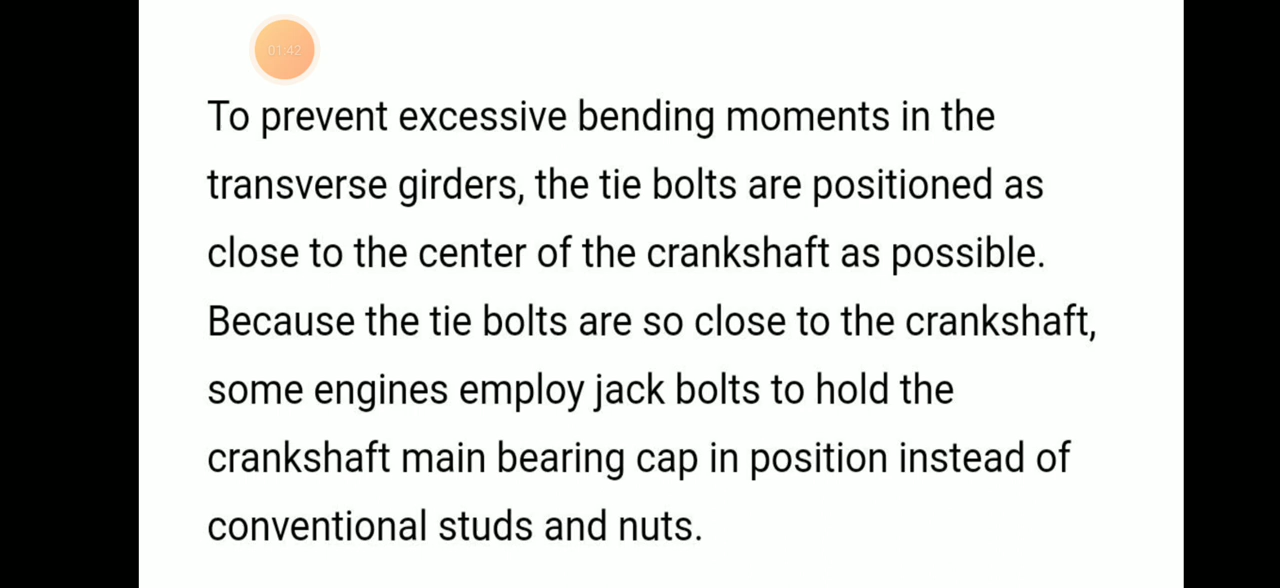 01:42
To prevent excessive bending moments in the
transverse girders, the tie bolts are positioned as
close to the center of the crankshaft as possible.
Because the tie bolts are so close to the crankshaft,
some engines employ jack bolts to hold the
crankshaft main bearing cap in position instead of
conventional studs and nuts.